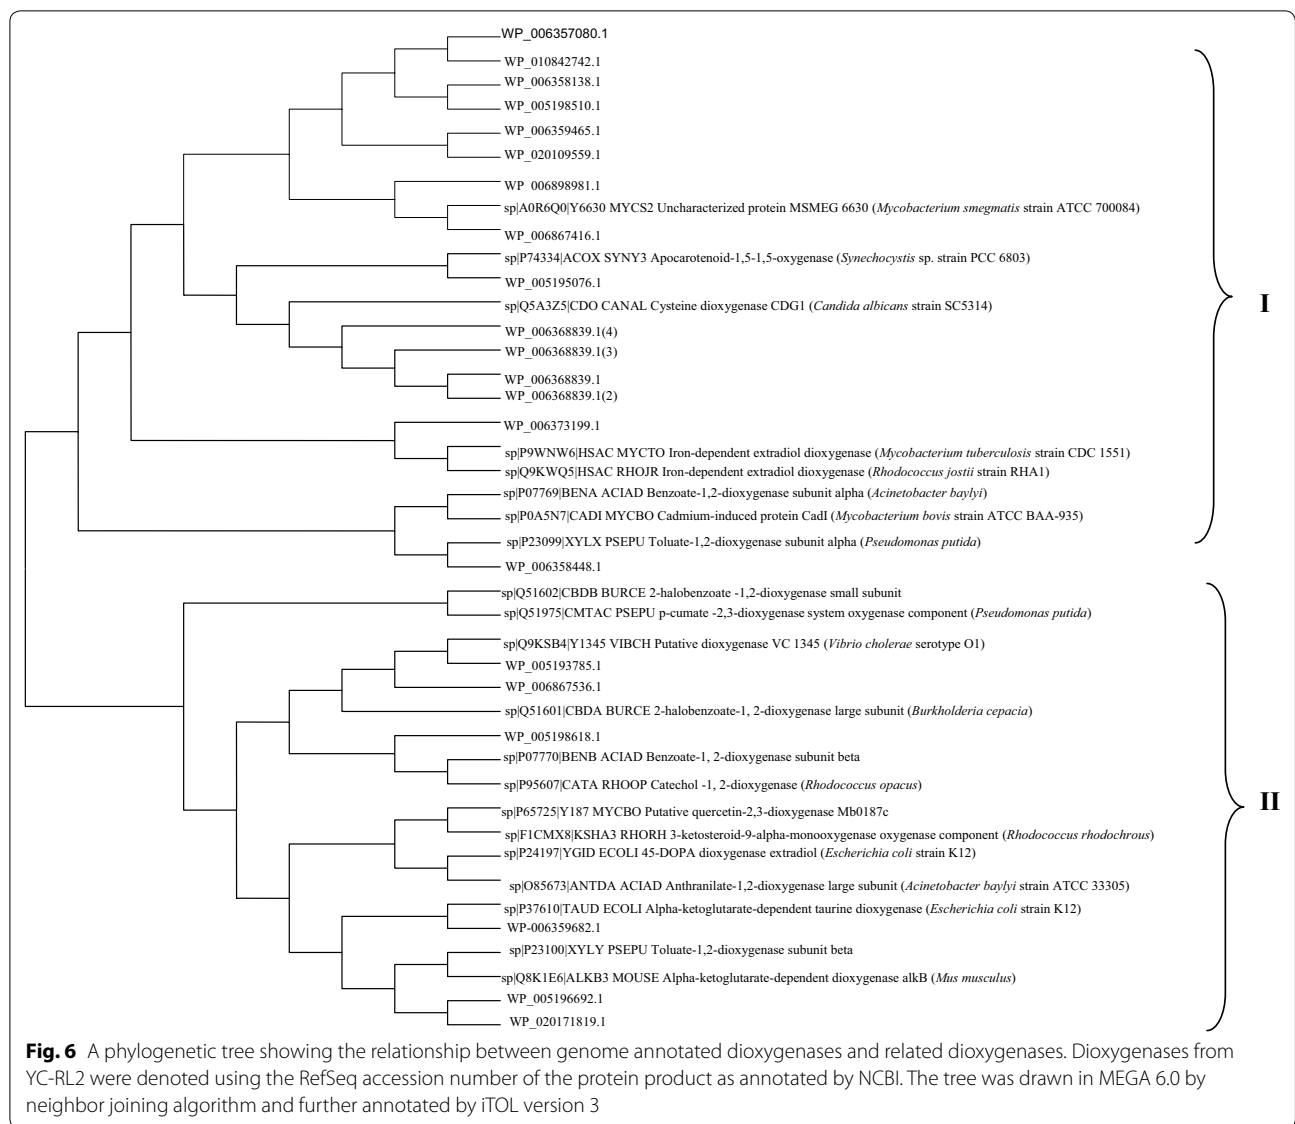 WP_006357080.1
WP_010842742.1
WP_006358138.1
WP_005198510.1
WP_006359465.1
WP_020109559.1
WP 006898981.1
sp|A0R6Q0|Y6630 MYCS2 Uncharacterized protein MSMEG 6630 (Mycobacterium smegmatis strain ATCC 700084)
WP_006867416.1
sp|P74334|ACOX SYNY3 Apocarotenoid-1,5-1,5-oxygenase (Synechocystis sp. strain PCC 6803)
WP_005195076.1
sp|Q5A3Z5|CDO CANAL Cysteine dioxygenase CDG1 (Candida albicans strain SC5314)
I
WP_006368839.1(4)
WP_006368839.1(3)
WP_006368839.1
WP_006368839.1(2)
WP_006373199.1
sp|P9WNW6|HSAC MYCTO Iron-dependent extradiol dioxygenase (Mycobacterium tuberculosis strain CDC 1551)
sp|Q9KWQ5|HSAC RHOJR Iron-dependent extradiol dioxygenase (Rhodococcus jostii strain RHA1)
sp|P07769|BENA ACIAD Benzoate-1,2-dioxygenase subunit alpha (Acinetobacter baylyi)
sp|P0A5N7|CADI MYCBO Cadmium-induced protein CadI (Mycobacterium bovis strain ATCC BAA-935)
sp|P23099|XYLX PSEPU Toluate-1,2-dioxygenase subunit alpha (Pseudomonas putida)
WP_006358448.1
sp|Q51602|CBDB BURCE 2-halobenzoate -1,2-dioxygenase small subunit
sp|Q51975|CMTAC PSEPU p-cumate -2,3-dioxygenase system oxygenase component (Pseudomonas putida)
sp|Q9KSB4|Y1345 VIBCH Putative dioxygenase VC 1345 (Vibrio cholerae serotype O1)
WP_005193785.1
WP_006867536.1
sp|Q51601|CBDA BURCE 2-halobenzoate-1, 2-dioxygenase large subunit (Burkholderia cepacia)
WP_005198618.1
sp|P07770|BENB ACIAD Benzoate-1, 2-dioxygenase subunit beta
sp|P95607|CATA RHOOP Catechol -1, 2-dioxygenase (Rhodococcus opacus)
II
sp|P65725|Y187 MYCBO Putative quercetin-2,3-dioxygenase Mb0187c
sp|F1CMX8|KSHA3 RHORH 3-ketosteroid-9-alpha-monooxygenase oxygenase component (Rhodococcus rhodochrous)
sp|P24197|YGID ECOLI 45-DOPA dioxygenase extradiol (Escherichia coli strain K12)
sp|O85673|ANTDA ACIAD Anthranilate-1,2-dioxygenase large subunit (Acinetobacter baylyi strain ATCC 33305)
sp|P37610|TAUD ECOLI Alpha-ketoglutarate-dependent taurine dioxygenase (Escherichia coli strain K12)
WP-006359682.1
sp|P23100|XYLY PSEPU Toluate-1,2-dioxygenase subunit beta
sp|Q8K1E6|ALKB3 MOUSE Alpha-ketoglutarate-dependent dioxygenase alkB (Mus musculus)
WP_005196692.1
WP_020171819.1
Fig. 6 A phylogenetic tree showing the relationship between genome annotated dioxygenases and related dioxygenases. Dioxygenases from
YC-RL2 were denoted using the RefSeq accession number of the protein product as annotated by NCBI. The tree was drawn in MEGA 6.0 by
neighbor joining algorithm and further annotated by iTOL version 3